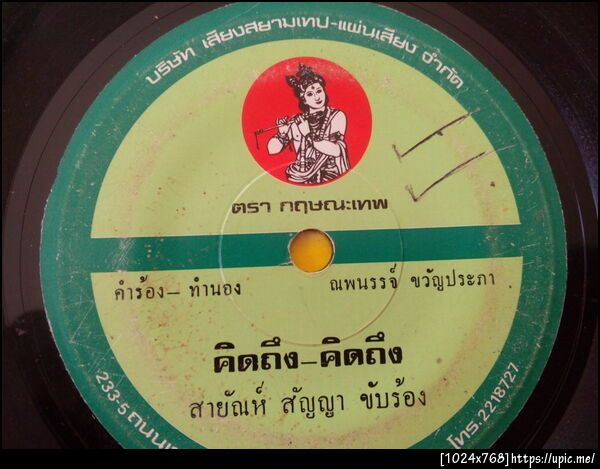 บริษัท เสียงสยามเทป-แผ่นเสียง จำกัด
ตรา กฤษณะเทพ
คำร้อง - ทำนอง ณพนรรจ์ ขวัญประภา
คิดถึง - คิดถึง
สายัณห์ สัญญา ขับร้อง
233-5 ถนน
โทร. 2218727
[1024x768]https://upic.me/